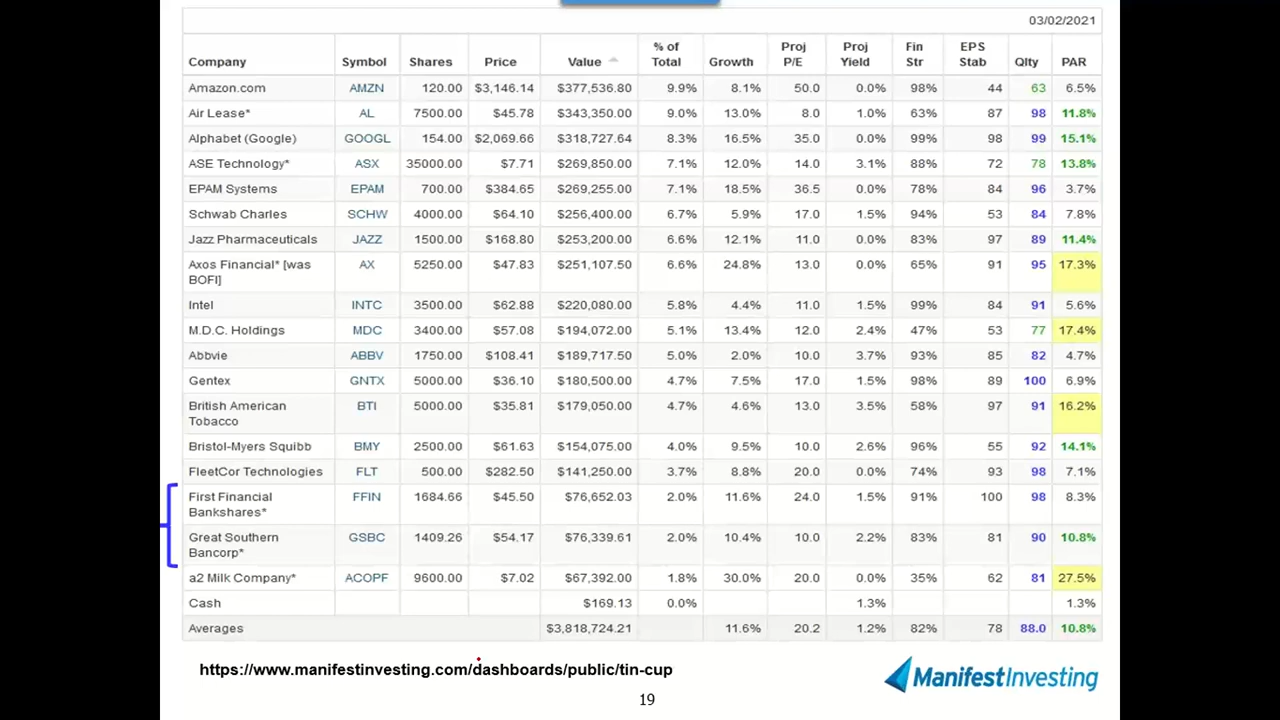 03/02/2021
Company Symbol Shares Price Value % of Total Growth Proj P/E Proj Yield Fin Str EPS Stab Qlty PAR
Amazon.com AMZN 120.00 $3,146.14 $377,536.80 9.9% 8.1% 50.0 0.0% 98% 44 63 6.5%
Air Lease* AL 7500.00 $45.78 $343,350.00 9.0% 13.0% 8.0 1.0% 63% 87 98 11.8%
Alphabet (Google) GOOGL 154.00 $2,069.66 $318,727.64 8.3% 16.5% 35.0 0.0% 99% 98 99 15.1%
ASE Technology* ASX 35000.00 $7.71 $269,850.00 7.1% 12.0% 14.0 3.1% 88% 72 78 13.8%
EPAM Systems EPAM 700.00 $384.65 $269,255.00 7.1% 18.5% 36.5 0.0% 78% 84 96 3.7%
Schwab Charles SCHW 4000.00 $64.10 $256,400.00 6.7% 5.9% 17.0 1.5% 94% 53 84 7.8%
Jazz Pharmaceuticals JAZZ 1500.00 $168.80 $253,200.00 6.6% 12.1% 11.0 0.0% 83% 97 89 11.4%
Axos Financial* [was BOFI] AX 5250.00 $47.83 $251,107.50 6.6% 24.8% 13.0 0.0% 65% 91 95 17.3%
Intel INTC 3500.00 $62.88 $220,080.00 5.8% 4.4% 11.0 1.5% 99% 84 91 5.6%
M.D.C. Holdings MDC 3400.00 $57.08 $194,072.00 5.1% 13.4% 12.0 2.4% 47% 53 77 17.4%
Abbvie ABBV 1750.00 $108.41 $189,717.50 5.0% 2.0% 10.0 3.7% 93% 85 82 4.7%
Gentex GNTX 5000.00 $36.10 $180,500.00 4.7% 7.5% 17.0 1.5% 98% 89 100 6.9%
British American Tobacco BTI 5000.00 $35.81 $179,050.00 4.7% 4.6% 13.0 3.5% 58% 97 91 16.2%
Bristol-Myers Squibb BMY 2500.00 $61.63 $154,075.00 4.0% 9.5% 10.0 2.6% 96% 55 92 14.1%
FleetCor Technologies FLT 500.00 $282.50 $141,250.00 3.7% 8.8% 20.0 0.0% 74% 93 98 7.1%
First Financial Bankshares* FFIN 1684.66 $45.50 $76,652.03 2.0% 11.6% 24.0 1.5% 91% 100 98 8.3%
Great Southern Bancorp* GSBC 1409.26 $54.17 $76,339.61 2.0% 10.4% 10.0 2.2% 83% 81 90 10.8%
a2 Milk Company* ACOPF 9600.00 $7.02 $67,392.00 1.8% 30.0% 20.0 0.0% 35% 62 81 27.5%
Cash $169.13 0.0% 1.3% 1.3%
Averages $3,818,724.21 11.6% 20.2 1.2% 82% 78 88.0 10.8%
https://www.manifestinvesting.com/dashboards/public/tin-cup
ManifestInvesting
19